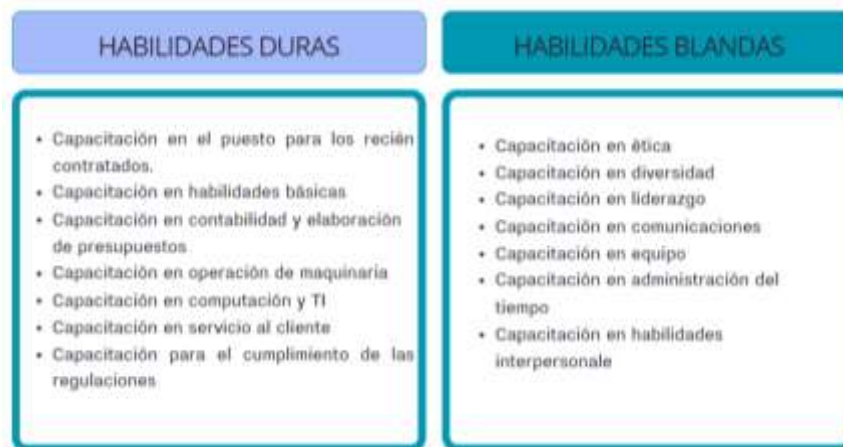 HABILIDADES DURAS
• Capacitación en el puesto para los recién
contratados.
• Capacitación en habilidades básicas
• Capacitación en contabilidad y elaboración
de presupuestos
• Capacitación en operación de maquinaria
• Capacitación en computación y TI
• Capacitación en servicio al cliente
• Capacitación para el cumplimiento de las
regulaciones
HABILIDADES BLANDAS
• Capacitación en ética
• Capacitación en diversidad
• Capacitación en liderazgo
• Capacitación en comunicaciones
• Capacitación en equipo
• Capacitación en administración del
tiempo
• Capacitación en habilidades
interpersonale